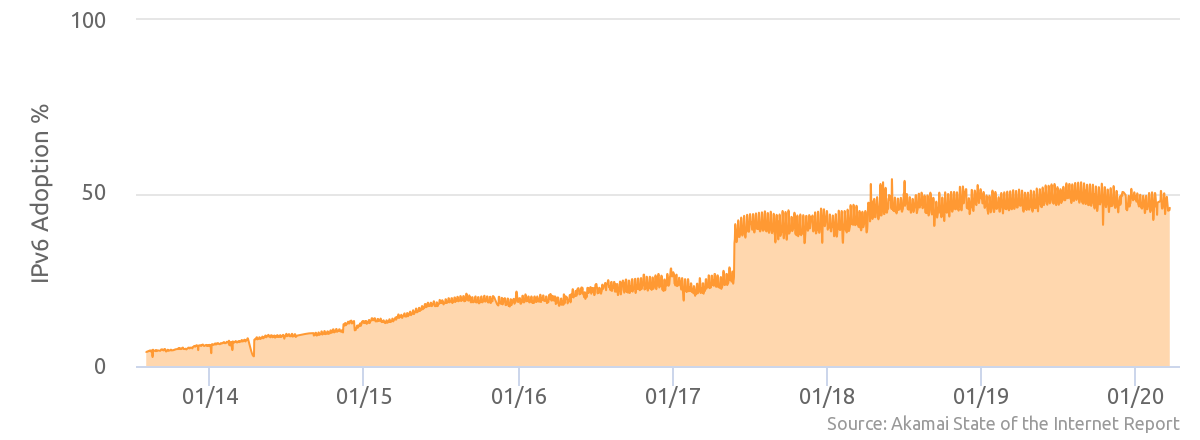 100
IPv6 Adoption %
50
0
01/14 01/15 01/16 01/17 01/18 01/19 01/20
Source: Akamai State of the Internet Report